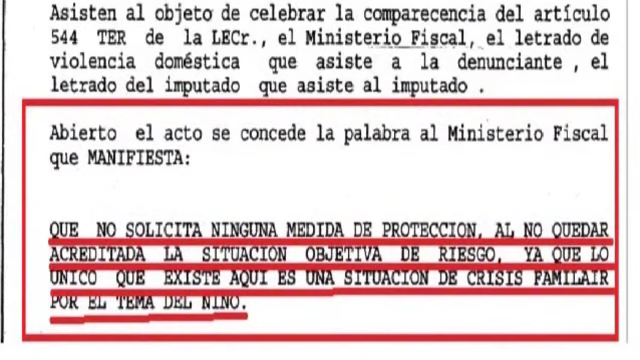 Asisten al objeto de celebrar la comparecencia del artículo
544 TER de la LECr., el Ministerio Fiscal, el letrado de
violencia doméstica que asiste a la denunciante , el
letrado del imputado que asiste al imputado .
Abierto el acto se concede la palabra al Ministerio Fiscal
que MANIFIESTA:
QUE NO SOLICITA NINGUNA MEDIDA DE PROTECCION, AL NO QUEDAR
ACREDITADA LA SITUACION OBJETIVA DE RIESGO, YA QUE LO
UNICO QUE EXISTE AQUI ES UNA SITUACION DE CRISIS FAMILAIR
POR EL TEMA DEL NINO.